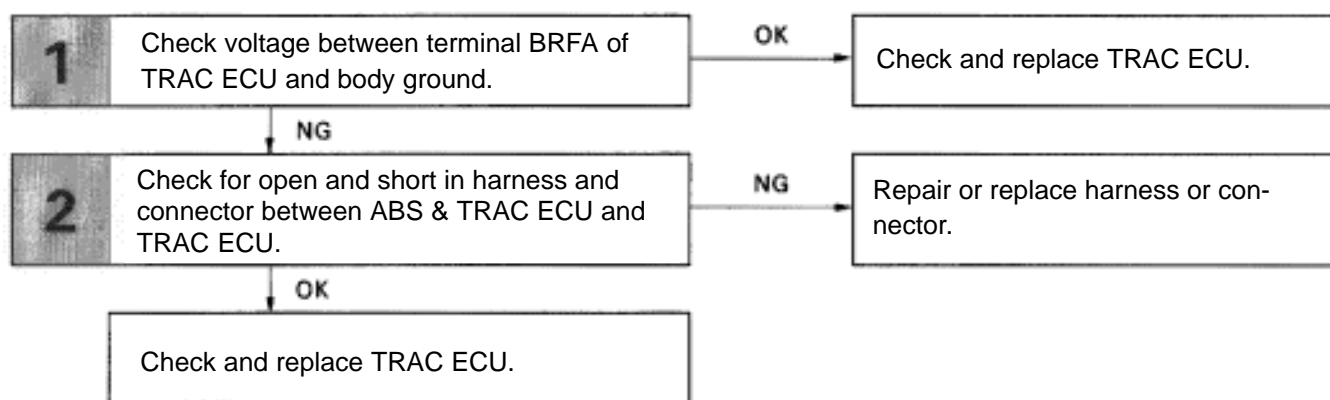 1
Check voltage between terminal BRFA of
TRAC ECU and body ground.
OK
Check and replace TRAC ECU.
NG
2
Check for open and short in harness and
connector between ABS & TRAC ECU and
TRAC ECU.
NG
Repair or replace harness or con-
nector.
OK
Check and replace TRAC ECU.